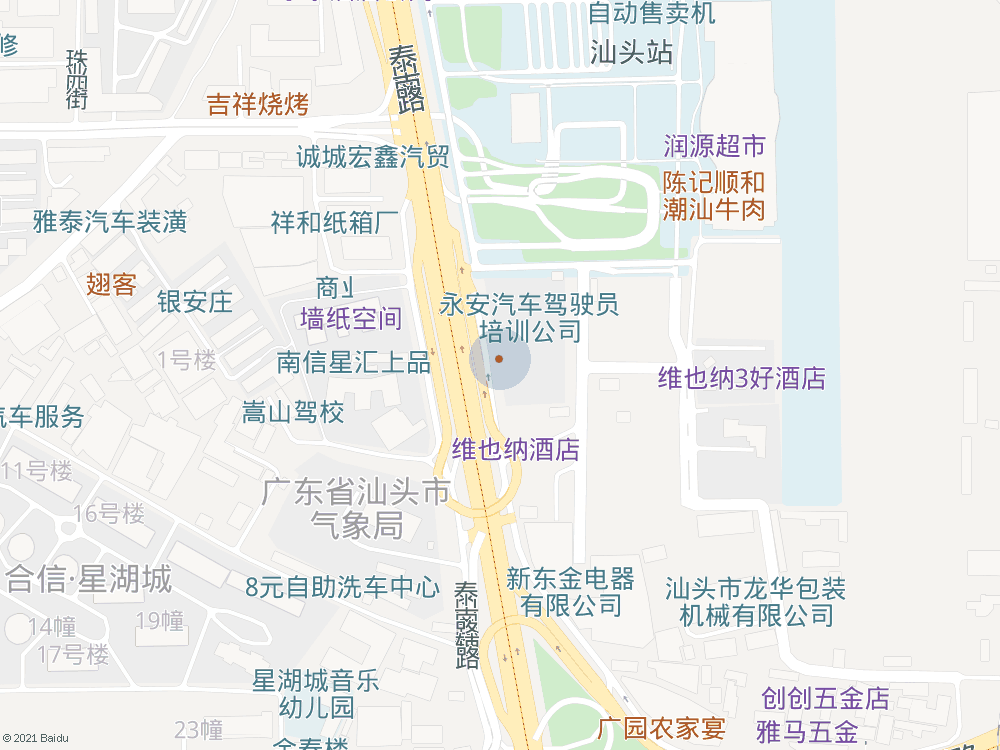 自动售卖机
汕头站
修
珠四街
泰山路
吉祥烧烤
诚城宏鑫汽贸
润源超市
陈记顺和
潮汕牛肉
雅泰汽车装潢
祥和纸箱厂
翅客
银安庄
商业
墙纸空间
永安汽车驾驶员
培训公司
1号楼
南信星汇上品
维也纳3好酒店
嵩山驾校
汽车服务
维也纳酒店
11号楼
广东省汕头市
气象局
16号楼
合信·星湖城
8元自助洗车中心
新东金电器
有限公司
汕头市龙华包装
机械有限公司
14幢
19幢
17号楼
星湖城音乐
幼儿园
创创五金店
广园农家宴
雅马五金
23幢
金泰楼
© 2021 Baidu